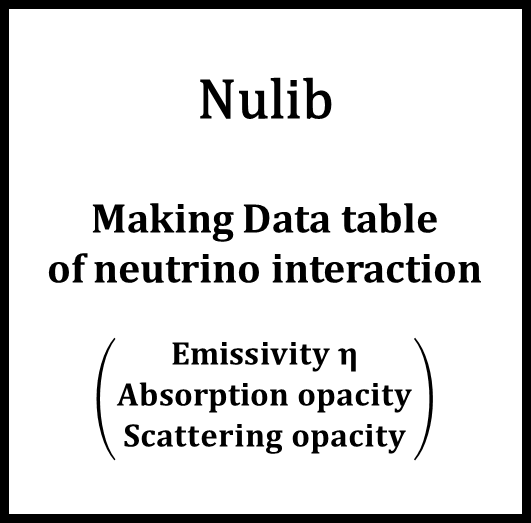 Nulib
Making Data table
of neutrino interaction
Emissivity η
Absorption opacity
Scattering opacity